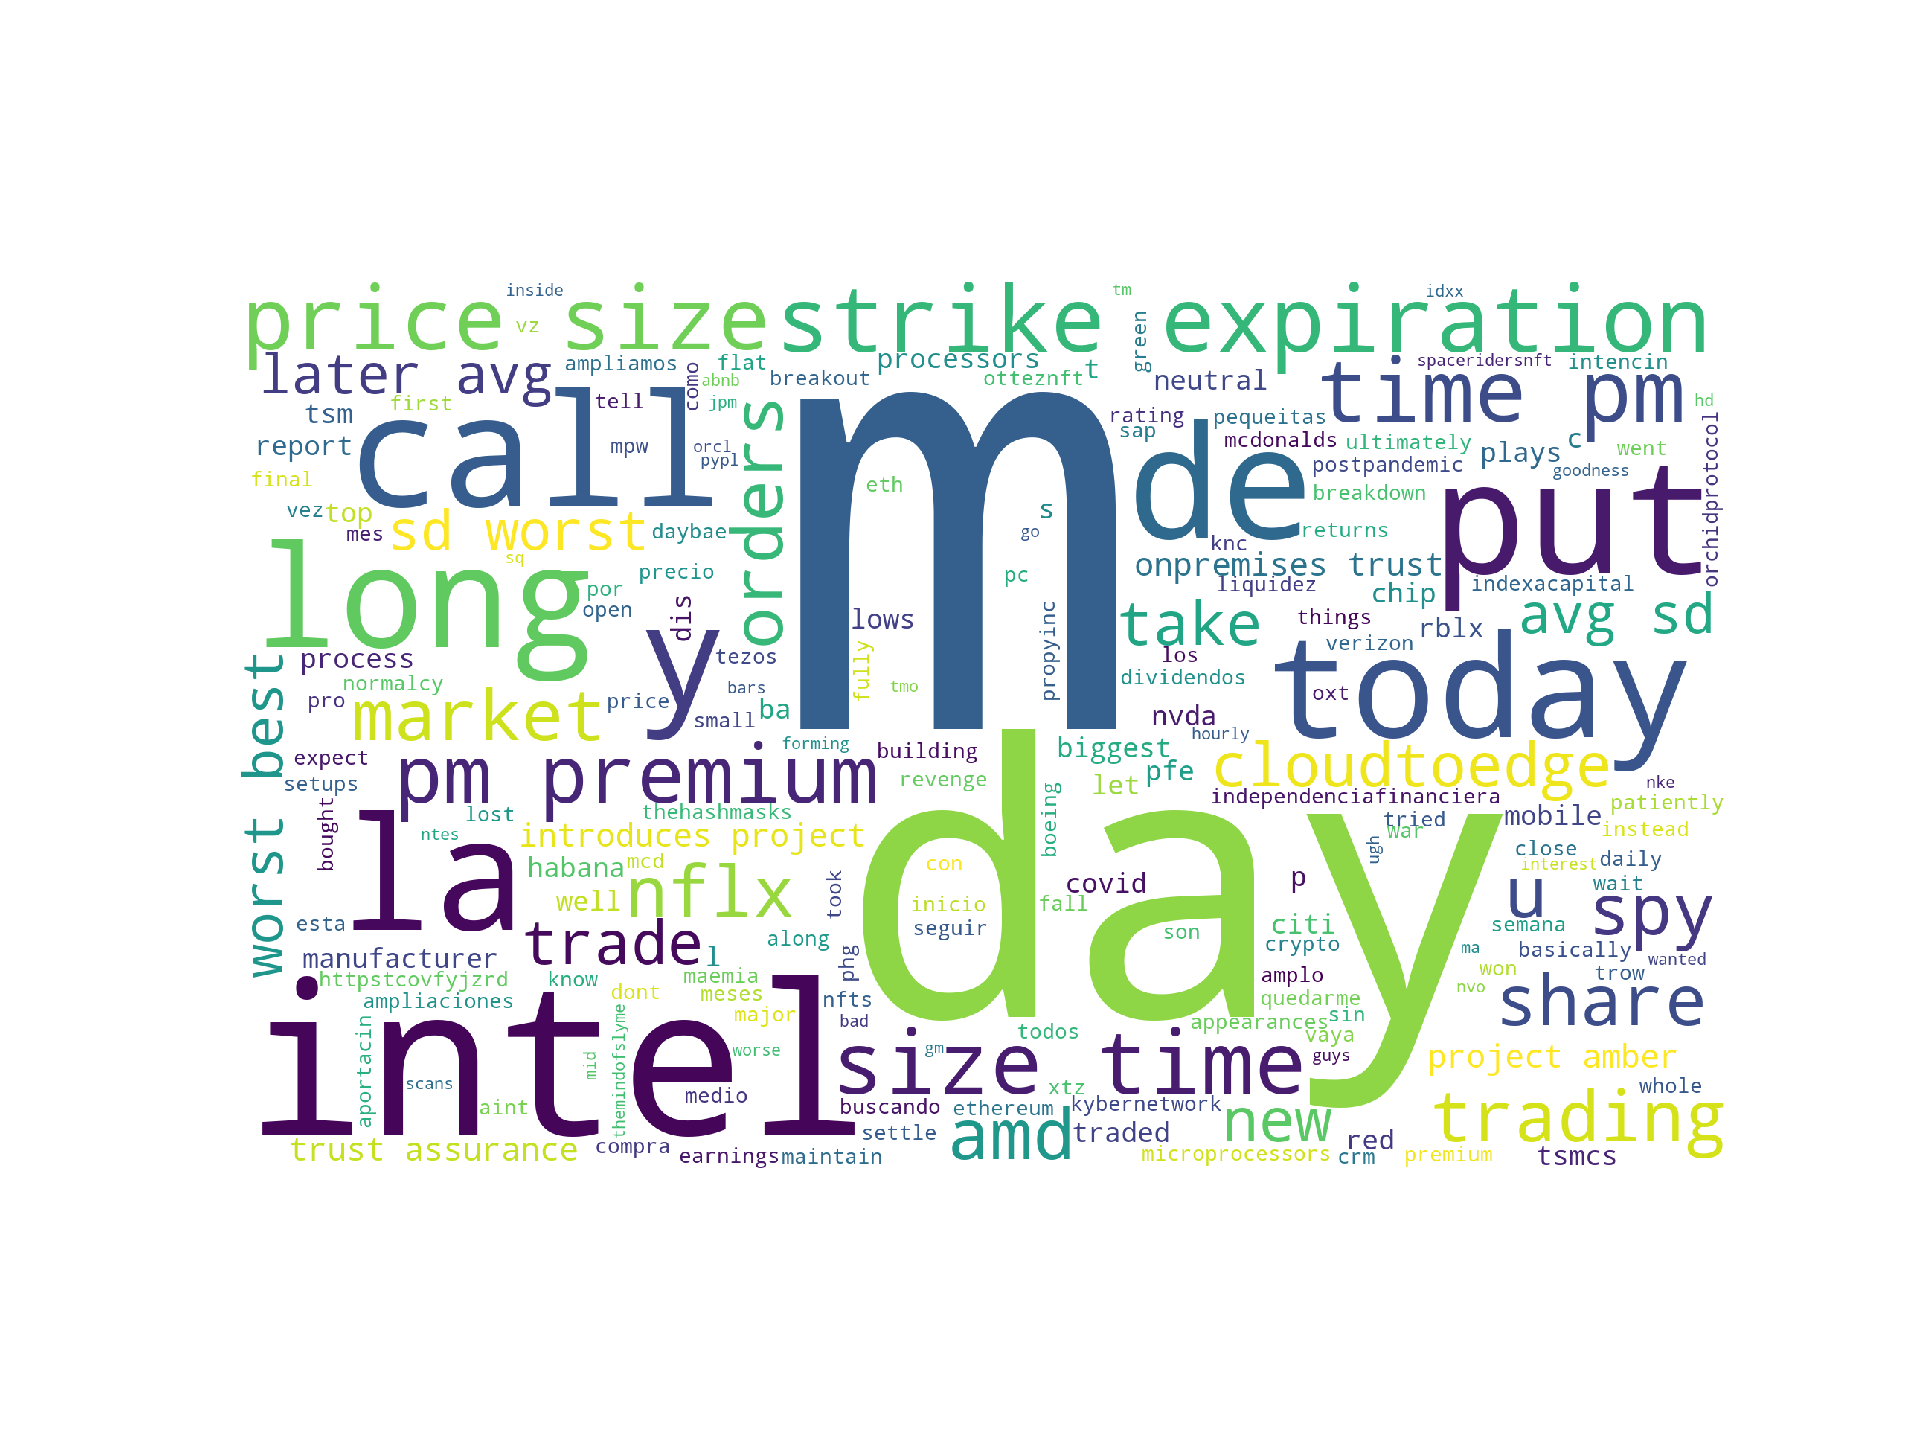 inside
tm
idxx
price size
strike expiration
vz
green
later avg
ampliamos
flat
processors
t
spaceridersnft
intencin
como
abnb
breakout
otteznft
neutral
time pm
first
tell
jpm
call
m
rating
pequeitas
hd
tsm
sap
de
mcdonalds
ultimately
c
report
mpw
orcl
pypl
orders
plays
went
postpandemic
goodness
final
eth
breakdown
put
orchidprotocol
vez
top
s
mes
sd worst
daybae
go
knc
returns
sq
precio
pc
onpremises trust
long
por
liquidez
chip
indexacapital
open
dis
lows
propyinc
take
things
rblx
avg sd
y
verizon
worst best
process
tezos
fully
los
today
normalcy
bars
tmo
dividendos
oxt
pro
market
price
small
ba
nvda
hourly
expect
forming
building
biggest
cloudtoedge
setups
pm premium
revenge
day
let
pfe
nke
bought
lost
thehashmasks
boeing
independenciafinanciera
patiently
ntes
introduces project
tried
war
mobile
instead
la
habana
mcd
con
ugh
close
interest
daily
nflx
took
covid
p
u
wait
well
inicio
fall
spy
esta
seguir
son
citi
semana
trade
l
along
crypto
ma
basically
wanted
manufacturer
phg
won
trow
httpstcovfyjzrd
know
maemia
amplo
nvo
ampliaciones
dont
meses
nfts
quedarme
share
intel
major
bad
todos
appearances
sin
aportacin
themindofslyme
vaya
worse
gm
guys
project amber
mid
size time
scans
medio
xtz
whole
aint
buscando
ethereum
kybernetwork
new
trading
settle
amd
traded
red
trust assurance
compra
earnings
maintain
microprocessors
crm
premium
tsmcs